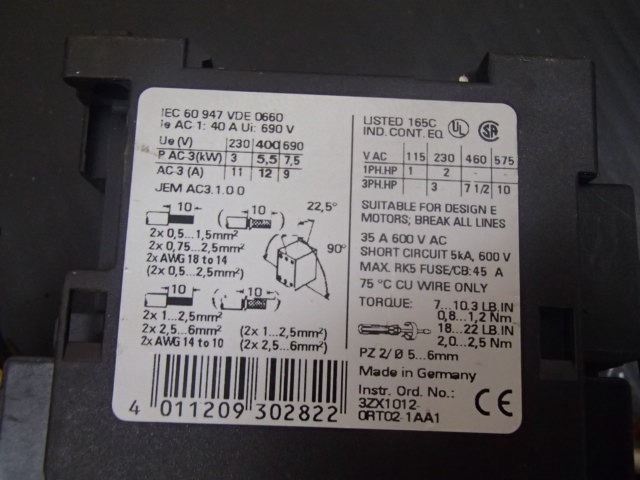 IEC 60 947 VDE 0660
Ie AC-1: 40 A Ui: 690 V
Ue (V) 230 400 690
P AC-3(kW) 3 5,5 7,5
AC-3 (A) 11 12 9
JEM AC3.1.0 0
10 (10) 22,5°
2x 0,5...1,5mm²
2x 0,75...2,5mm²
2x AWG 18 to 14
(2x 0,5...2,5mm²)
90°
10 (10)
2x 1...2,5mm²
2x 2,5...6mm² (2x 1...2,5mm²)
2x AWG 14 to 10 (2x 2,5...6mm²)
4 011209 302822
LISTED 165C
IND. CONT. EQ. UL SA
V AC 115 230 460 575
1PH.HP 1 2 - -
3PH.HP - 3 7 1/2 10
SUITABLE FOR DESIGN E
MOTORS; BREAK ALL LINES
35 A 600 V AC
SHORT CIRCUIT 5kA, 600 V
MAX. RK5 FUSE/CB: 45 A
75 °C CU WIRE ONLY
TORQUE: 7...10.3 LB.IN
0,8...1,2 Nm
18...22 LB.IN
2,0...2,5 Nm
PZ 2/ Ø 5...6mm
Made in Germany
Instr. Ord. No.:
3ZX1012-
0RT02-1AA1
CE